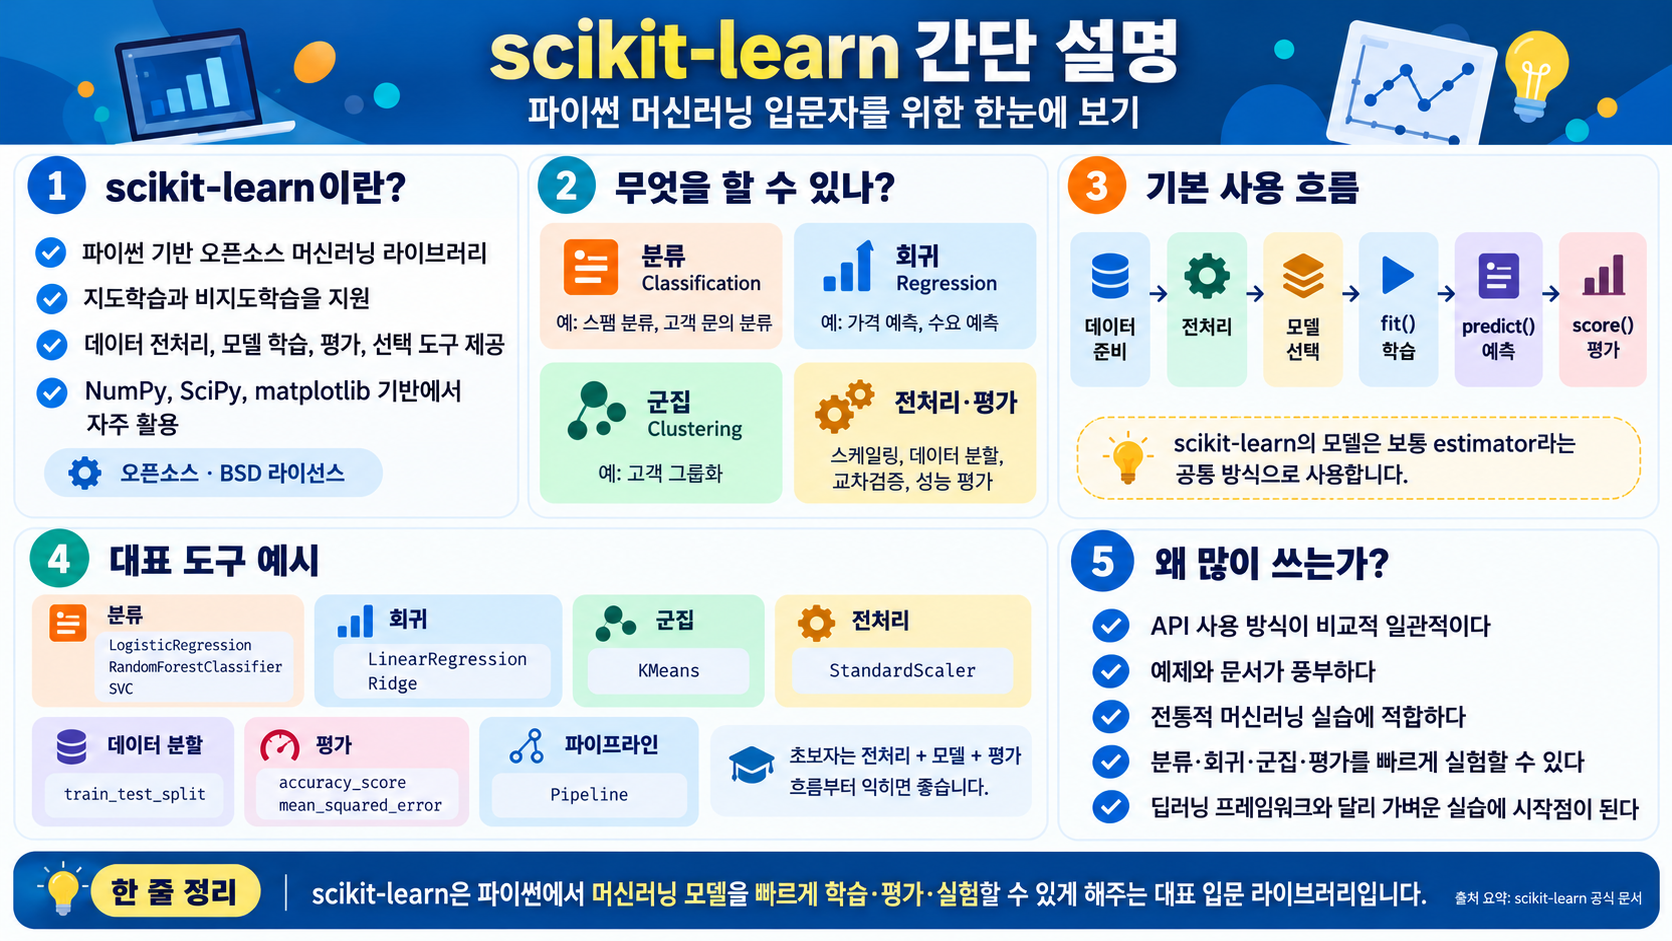 scikit-learn 간단 설명
파이썬 머신러닝 입문자를 위한 한눈에 보기
1 scikit-learn이란?
파이썬 기반 오픈소스 머신러닝 라이브러리
지도학습과 비지도학습을 지원
데이터 전처리, 모델 학습, 평가, 선택 도구 제공
NumPy, SciPy, matplotlib 기반에서
자주 활용
오픈소스 · BSD 라이선스
2 무엇을 할 수 있나?
분류
Classification
예: 스팸 분류, 고객 문의 분류
회귀
Regression
예: 가격 예측, 수요 예측
군집
Clustering
예: 고객 그룹화
전처리·평가
스케일링, 데이터 분할,
교차검증, 성능 평가
3 기본 사용 흐름
데이터
준비
전처리
모델
선택
fit()
학습
predict()
예측
score()
평가
scikit-learn의 모델은 보통 estimator라는
공통 방식으로 사용합니다.
4 대표 도구 예시
분류
LogisticRegression
RandomForestClassifier
SVC
회귀
LinearRegression
Ridge
군집
KMeans
전처리
StandardScaler
데이터 분할
train_test_split
평가
accuracy_score
mean_squared_error
파이프라인
Pipeline
초보자는 전처리 + 모델 + 평가
흐름부터 익히면 좋습니다.
5 왜 많이 쓰는가?
API 사용 방식이 비교적 일관적이다
예제와 문서가 풍부하다
전통적 머신러닝 실습에 적합하다
분류·회귀·군집·평가를 빠르게 실험할 수 있다
딥러닝 프레임워크와 달리 가벼운 실습에 시작점이 된다
한 줄 정리
scikit-learn은 파이썬에서 머신러닝 모델을 빠르게 학습·평가·실험할 수 있게 해주는 대표 입문 라이브러리입니다.
출처 요약: scikit-learn 공식 문서